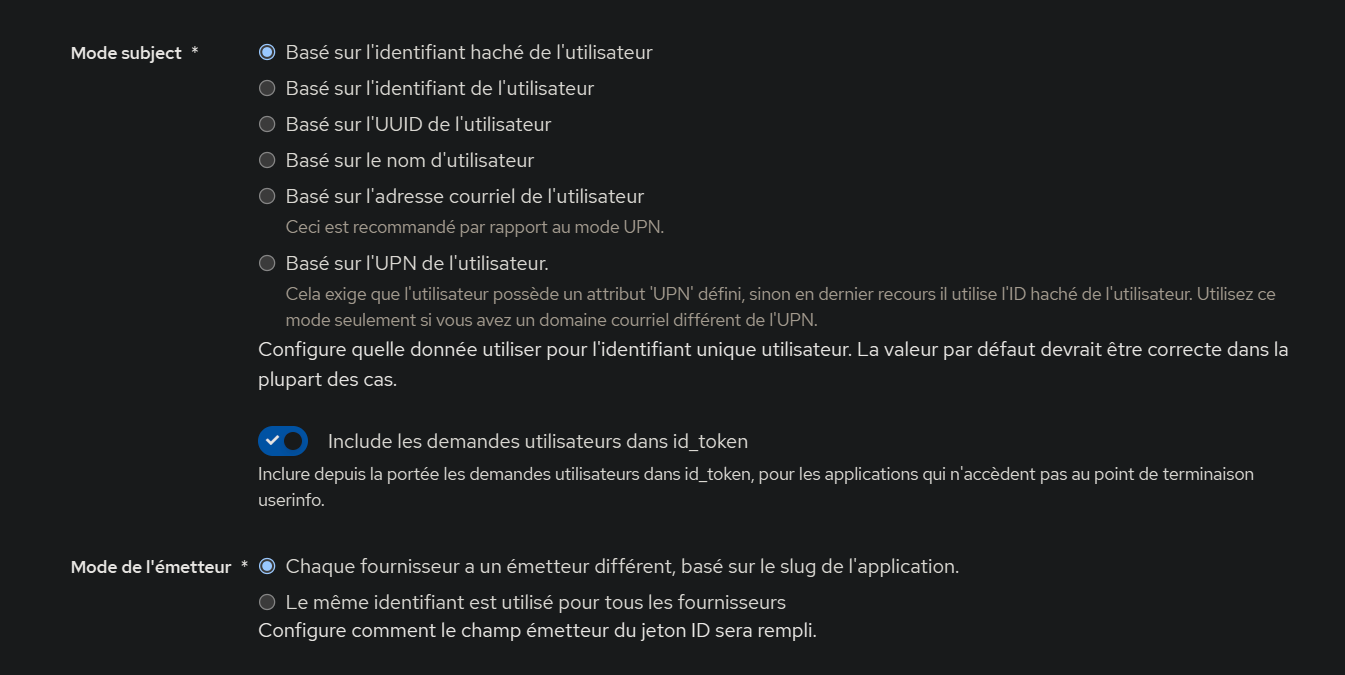 Mode subject *
Basé sur l'identifiant haché de l'utilisateur
Basé sur l'identifiant de l'utilisateur
Basé sur l'UUID de l'utilisateur
Basé sur le nom d'utilisateur
Basé sur l'adresse courriel de l'utilisateur
Ceci est recommandé par rapport au mode UPN.
Basé sur l'UPN de l'utilisateur.
Cela exige que l'utilisateur possède un attribut 'UPN' défini, sinon en dernier recours il utilise l'ID haché de l'utilisateur. Utilisez ce
mode seulement si vous avez un domaine courriel différent de l'UPN.
Configure quelle donnée utiliser pour l'identifiant unique utilisateur. La valeur par défaut devrait être correcte dans la
plupart des cas.
Include les demandes utilisateurs dans id_token
Inclure depuis la portée les demandes utilisateurs dans id_token, pour les applications qui n'accèdent pas au point de terminaison
userinfo.
Mode de l'émetteur *
Chaque fournisseur a un émetteur différent, basé sur le slug de l'application.
Le même identifiant est utilisé pour tous les fournisseurs
Configure comment le champ émetteur du jeton ID sera rempli.